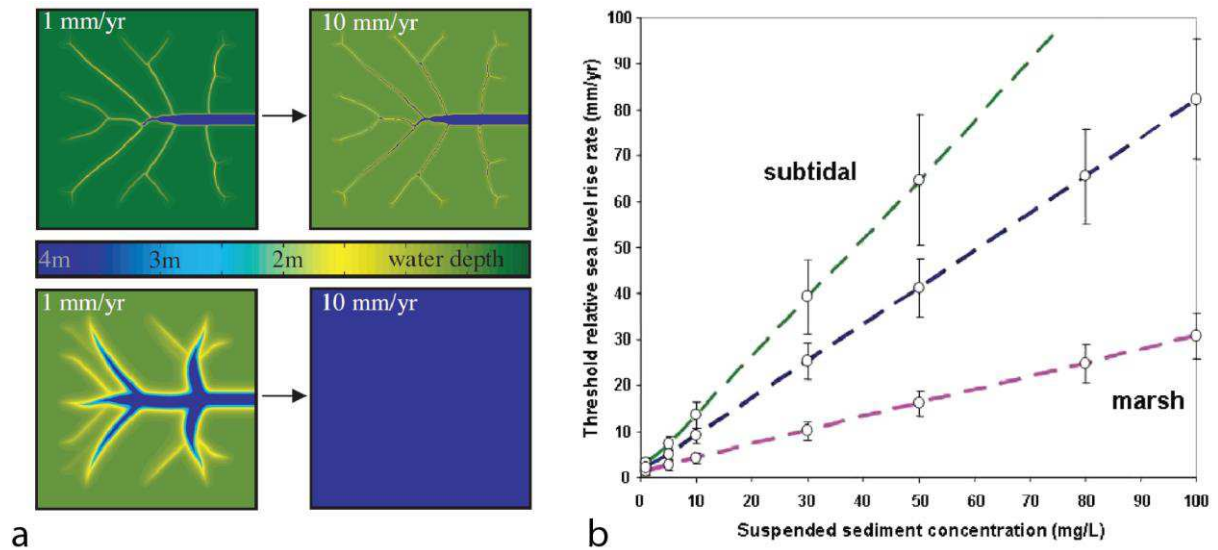 1 mm/yr
10 mm/yr
4m 3m 2m water depth
1 mm/yr
10 mm/yr
a
Threshold relative sea level rise rate (mm/yr)
100
90
80
70
60
50
40
30
20
10
0
subtidal
marsh
0 10 20 30 40 50 60 70 80 90 100
Suspended sediment concentration (mg/L)
b